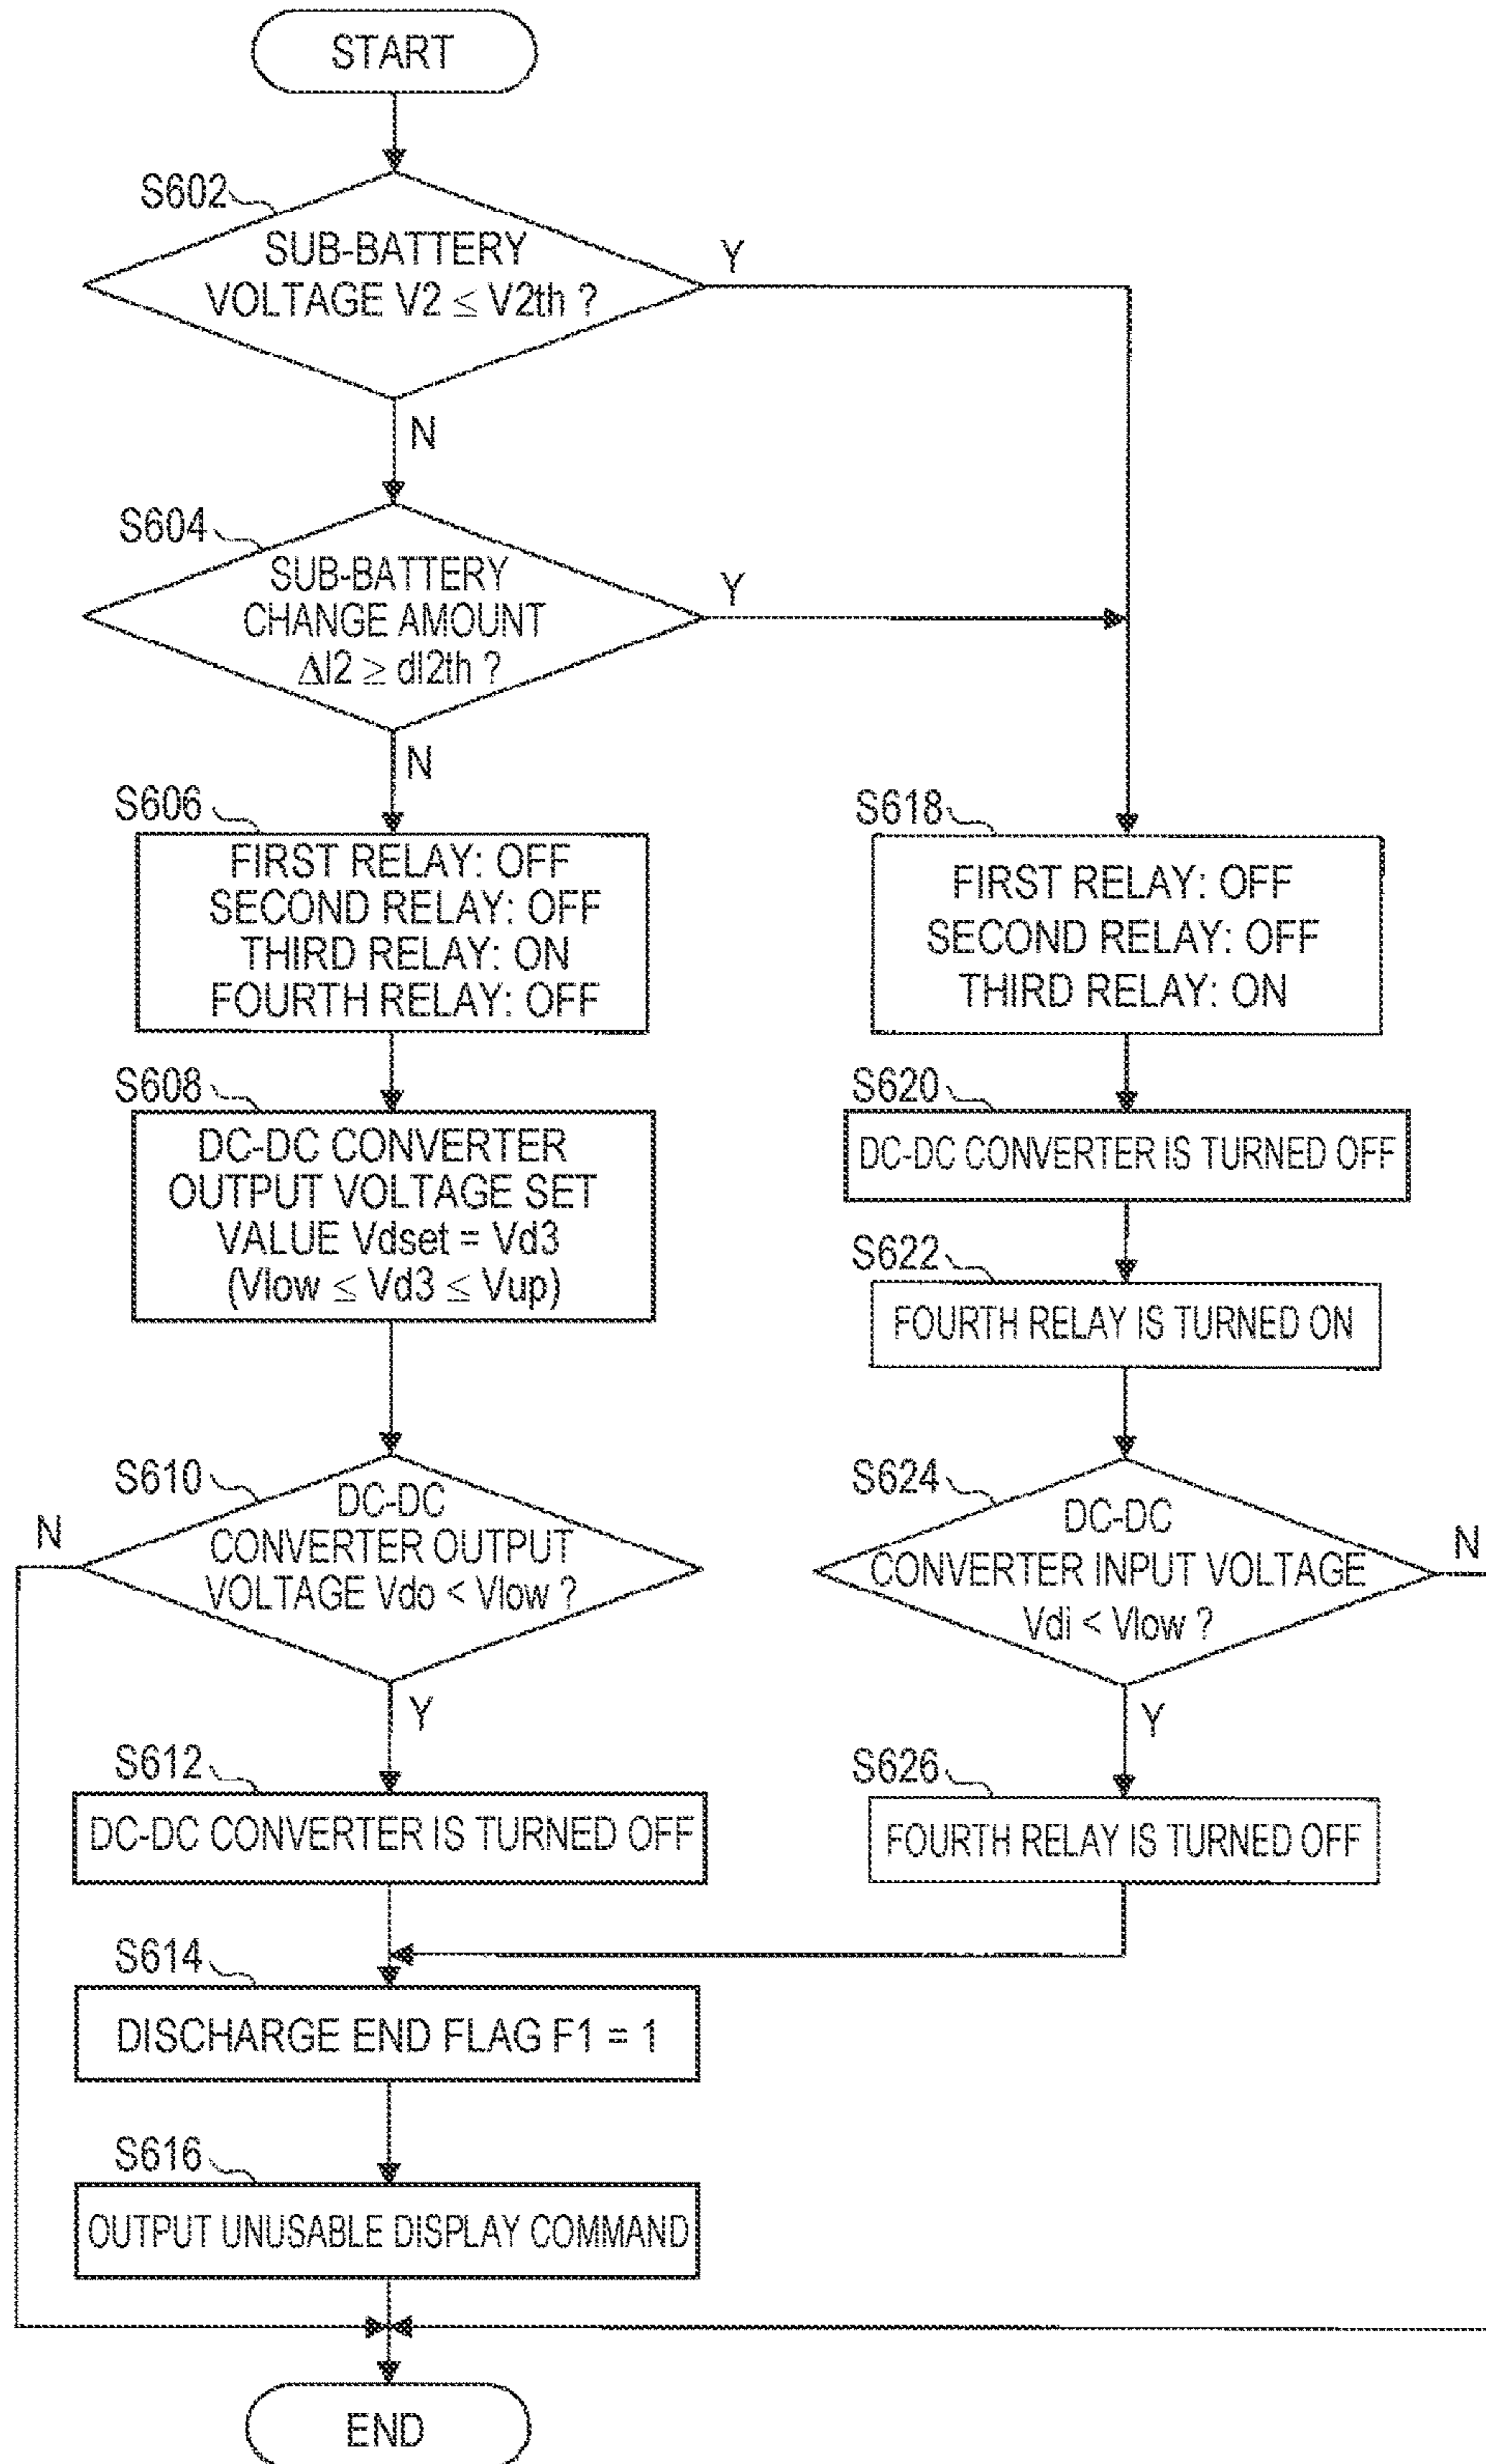 START
S602
SUB-BATTERY
VOLTAGE V2 ≤ V2th ?
Y
N
S604
SUB-BATTERY
CHANGE AMOUNT
ΔI2 ≥ dI2th ?
Y
N
S606
FIRST RELAY: OFF
SECOND RELAY: OFF
THIRD RELAY: ON
FOURTH RELAY: OFF
S608
DC-DC CONVERTER
OUTPUT VOLTAGE SET
VALUE Vdset = Vd3
(Vlow ≤ Vd3 ≤ Vup)
S610
DC-DC
CONVERTER OUTPUT
VOLTAGE Vdo < Vlow ?
N
Y
S612
DC-DC CONVERTER IS TURNED OFF
S614
DISCHARGE END FLAG F1 = 1
S616
OUTPUT UNUSABLE DISPLAY COMMAND
S618
FIRST RELAY: OFF
SECOND RELAY: OFF
THIRD RELAY: ON
S620
DC-DC CONVERTER IS TURNED OFF
S622
FOURTH RELAY IS TURNED ON
S624
DC-DC
CONVERTER INPUT VOLTAGE
Vdi < Vlow ?
N
Y
S626
FOURTH RELAY IS TURNED OFF
END